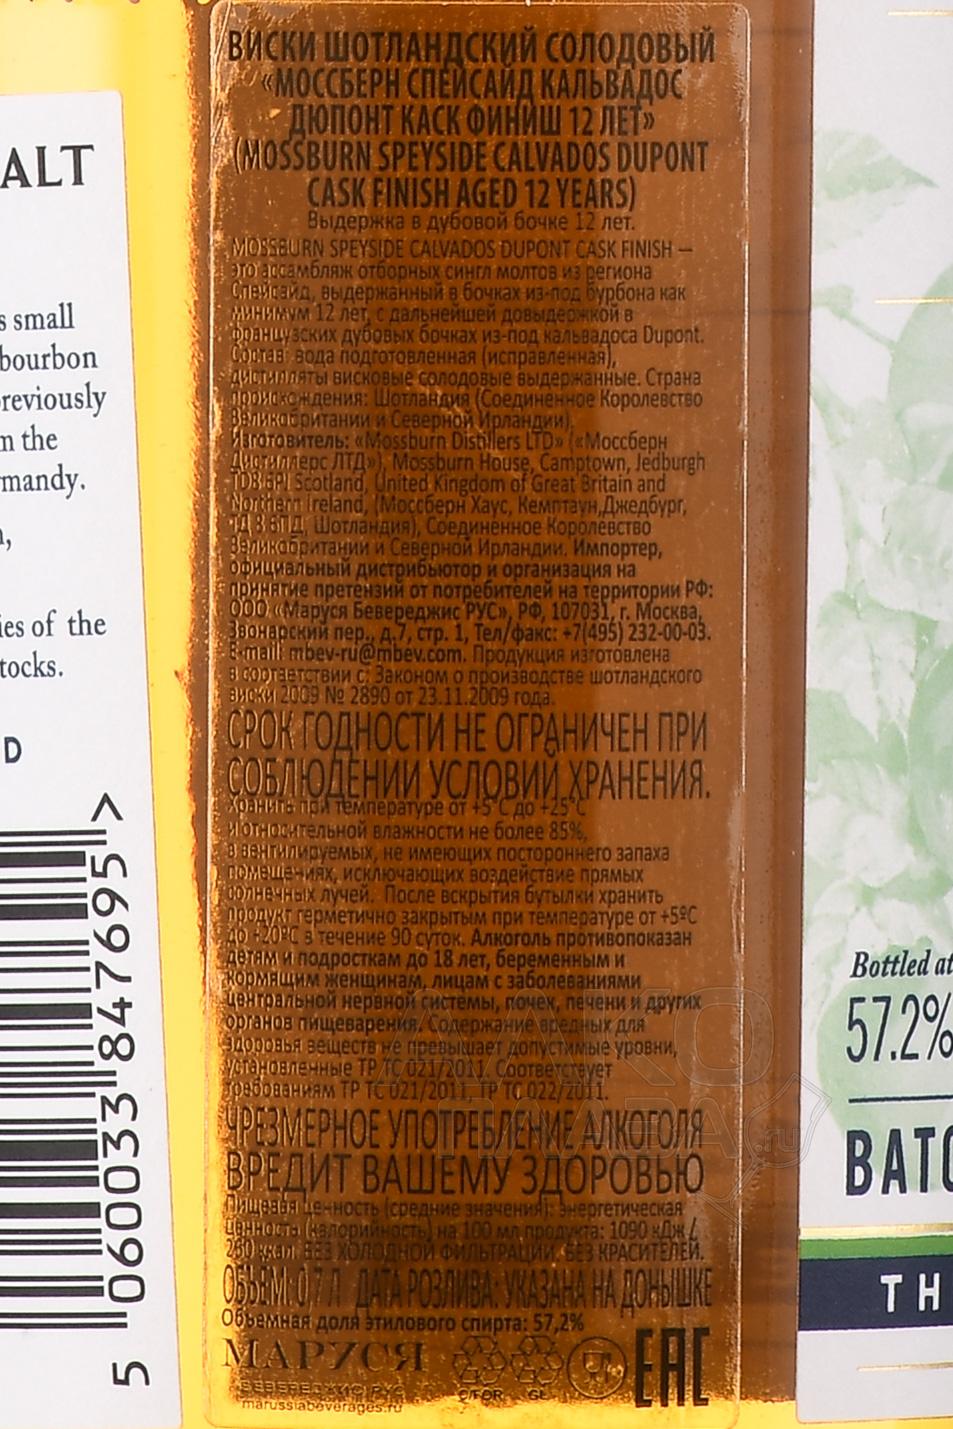 ALT
s small
bourbon
reviously
m the
rmandy.
n,
ies of the
tocks.
D
5 060033 847695 >
ВИСКИ ШОТЛАНДСКИЙ СОЛОДОВЫЙ
«МОССБЕРН СПЕЙСАЙД КАЛЬВАДОС
ДЮПОНТ КАСК ФИНИШ 12 ЛЕТ»
(MOSSBURN SPEYSIDE CALVADOS DUPONT
CASK FINISH AGED 12 YEARS)
Выдержка в дубовой бочке 12 лет.
MOSSBURN SPEYSIDE CALVADOS DUPONT CASK FINISH —
это ассамбляж отборных сингл молтов из региона
Спейсайд, выдержанный в бочках из-под бурбона как
минимум 12 лет, с дальнейшей довыдержкой в
французских дубовых бочках из-под кальвадоса Dupont.
Состав: вода подготовленная (исправленная),
дистилляты висковые солодовые выдержанные. Страна
происхождения: Шотландия (Соединенное Королевство
Великобритании и Северной Ирландии).
Изготовитель: «Mossburn Distillers LTD» («Моссберн
Дистиллерс ЛТД»), Mossburn House, Camptown, Jedburgh
TD8 6PJ Scotland, United Kingdom of Great Britain and
Northern Ireland, (Моссберн Хаус, Кемптаун,Джедбург,
ТД 8 6ПД, Шотландия), Соединенное Королевство
Великобритании и Северной Ирландии. Импортер,
официальный дистрибьютор и организация на
принятие претензий от потребителей на территории РФ:
ООО «Маруся Бевереджис РУС», РФ, 107031, г. Москва,
Звонарский пер., д.7, стр. 1, Тел/факс: +7(495) 232-00-03.
E-mail: mbev-ru@mbev.com. Продукция изготовлена
в соответствии с: Законом о производстве шотландского
виски 2009 № 2890 от 23.11.2009 года.
СРОК ГОДНОСТИ НЕ ОГРАНИЧЕН ПРИ
СОБЛЮДЕНИИ УСЛОВИЙ ХРАНЕНИЯ.
Хранить при температуре от +5°С до +25°С
и относительной влажности не более 85%,
в вентилируемых, не имеющих постороннего запаха
помещениях, исключающих воздействие прямых
солнечных лучей. После вскрытия бутылки хранить
продукт герметично закрытым при температуре от +5ºС
до +20ºС в течение 90 суток. Алкоголь противопоказан
детям и подросткам до 18 лет, беременным и
кормящим женщинам, лицам с заболеваниями
центральной нервной системы, почек, печени и других
органов пищеварения. Содержание вредных для
здоровья веществ не превышает допустимые уровни,
установленные ТР ТС 021/2011. Соответствует
требованиям ТР ТС 021/2011, ТР ТС 022/2011.
ЧРЕЗМЕРНОЕ УПОТРЕБЛЕНИЕ АЛКОГОЛЯ
ВРЕДИТ ВАШЕМУ ЗДОРОВЬЮ
Пищевая ценность (средние значения): Энергетическая
ценность (калорийность) на 100 мл продукта: 1090 кДж /
260 ккал. БЕЗ ХОЛОДНОЙ ФИЛЬТРАЦИИ. БЕЗ КРАСИТЕЛЕЙ.
ОБЪЕМ: 0,7 Л ДАТА РОЗЛИВА: УКАЗАНА НА ДОНЫШКЕ
Объемная доля этилового спирта: 57,2%
МАРУСЯ
БЕВЕРЕДЖИС РУС
marussiabeverages.ru
C/FOR GL
EAC
АЛКО
ПЛАВА
.ru
Bottled at
57.2%
BATC
TH